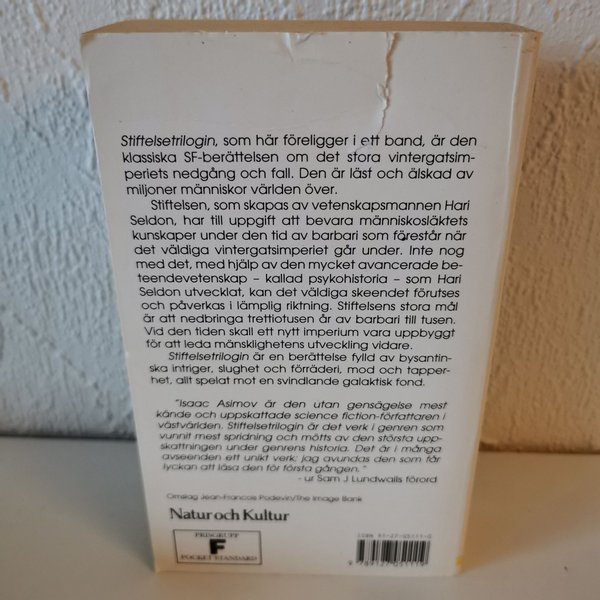 Stiftelsetrilogin, som här föreligger i ett band, är den
klassiska SF-berättelsen om det stora vintergatsim-
periets nedgång och fall. Den är läst och älskad av
miljoner människor världen över.
Stiftelsen, som skapas av vetenskapsmannen Hari
Seldon, har till uppgift att bevara människosläktets
kunskaper under den tid av barbari som förestår när
det väldiga vintergatsimperiet går under. Inte nog
med det, med hjälp av den mycket avancerade be-
teendevetenskap – kallad psykohistoria – som Hari
Seldon utvecklat, kan det väldiga skeendet förutses
och påverkas i lämplig riktning. Stiftelsens stora mål
är att nedbringa trettiotusen år av barbari till tusen.
Vid den tiden skall ett nytt imperium vara uppbyggt
för att leda mänsklighetens utveckling vidare.
Stiftelsetrilogin är en berättelse fylld av bysantin-
ska intriger, slughet och förräderi, mod och tapper-
het, allt spelat mot en svindlande galaktisk fond.
"Isaac Asimov är den utan gensägelse mest
kände och uppskattade science fiction-författaren i
västvärlden. Stiftelsetrilogin är det verk i genren som
vunnit mest spridning och mötts av den största upp-
skattningen under genrens historia. Det är i många
avseenden ett unikt verk; jag avundas den som får
lyckan att läsa den för första gången."
- ur Sam J Lundwalls förord
Omslag Jean-Francois Podevin/The Image Bank
Natur och Kultur
PRISGRUPP
F
POCKET STANDARD
ISBN 91-27-05111-0